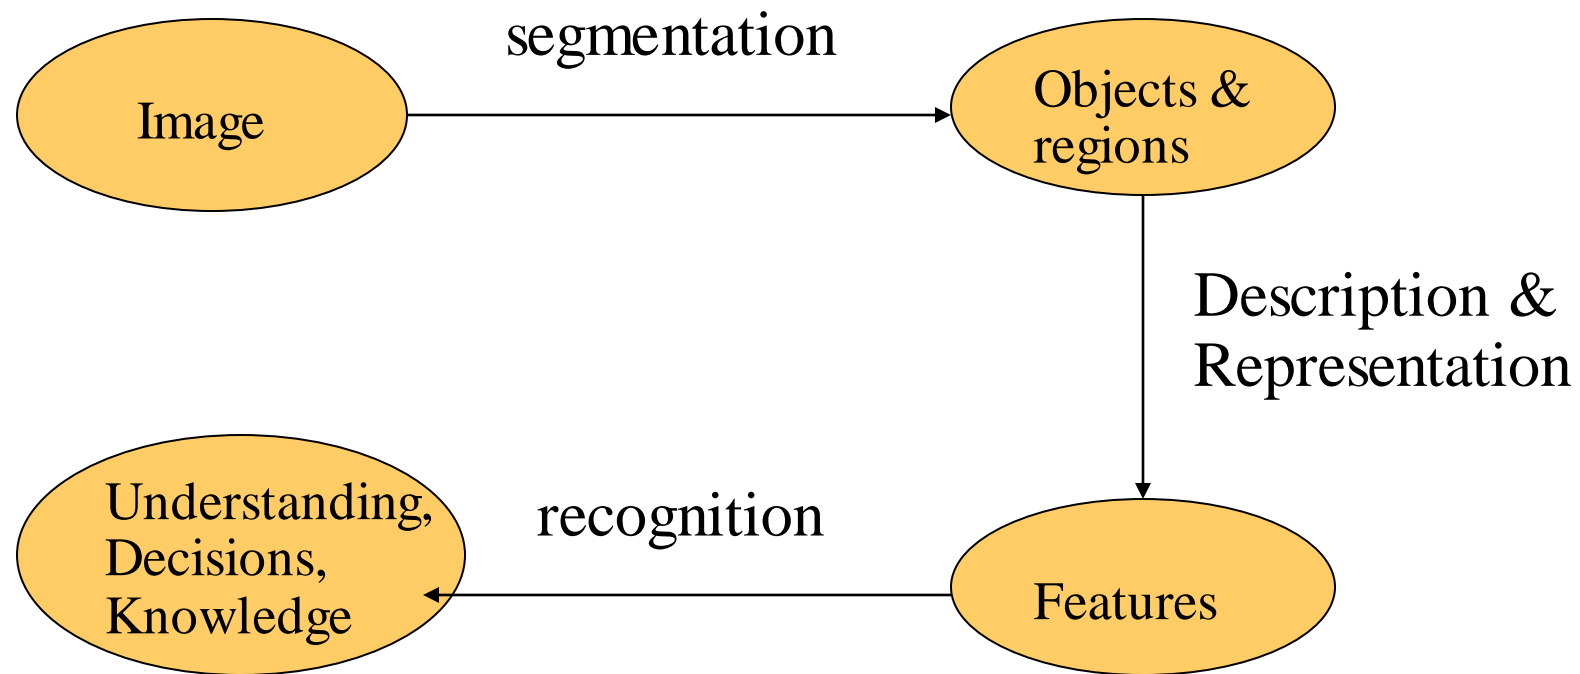 segmentation
Image
Objects &
regions
Description &
Representation
Understanding,
Decisions,
Knowledge
recognition
Features